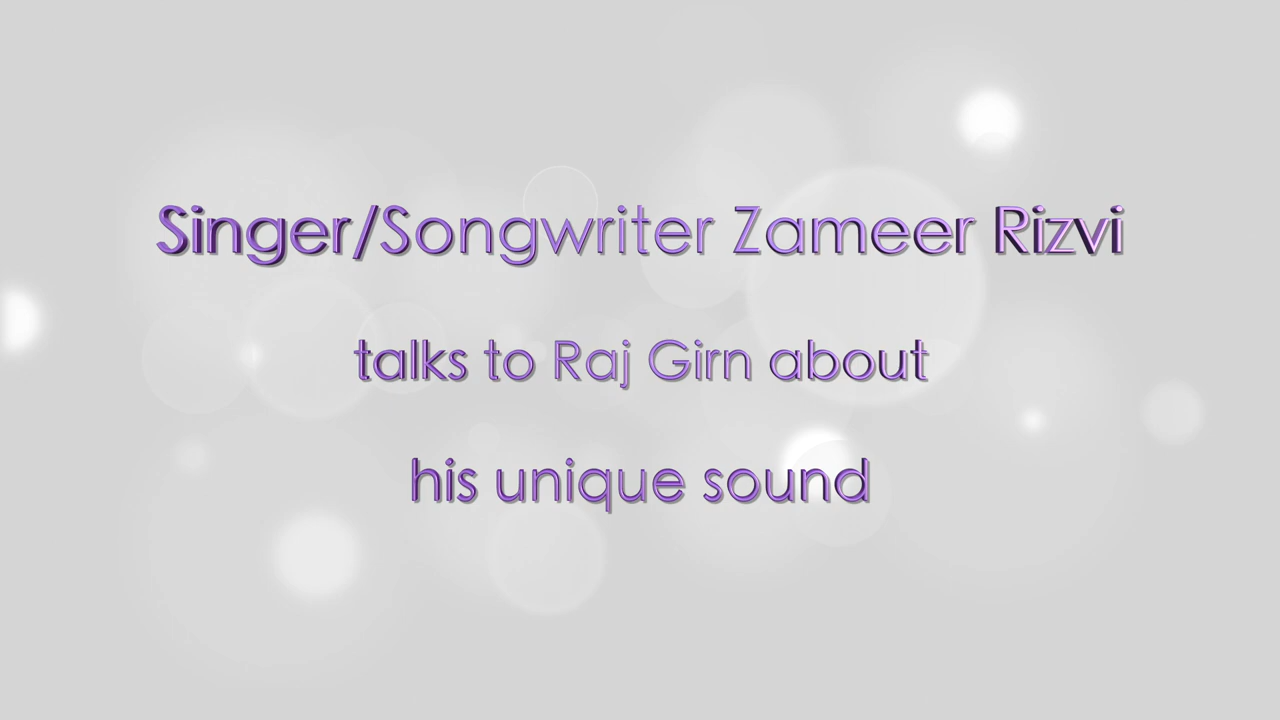 Singer/Songwriter Zameer Rizvi
talks to Raj Girn about
his unique sound